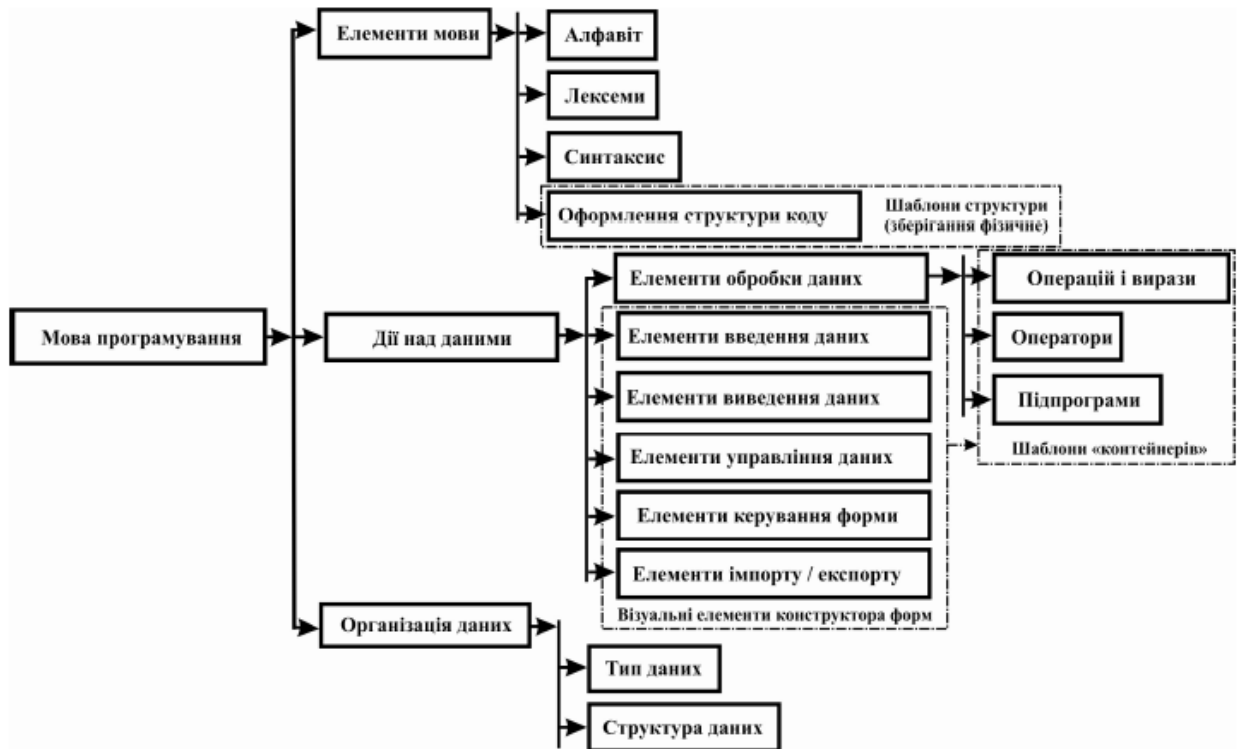 Елементи мови
Алфавіт
Лексеми
Синтаксис
Оформлення структури коду
Шаблони структури
(зберігання фізичне)
Елементи обробки даних
Операцій і вирази
Мова програмування
Дії над даними
Елементи введення даних
Оператори
Елементи виведення даних
Підпрограми
Елементи управління даних
Шаблони «контейнерів»
Елементи керування форми
Елементи імпорту / експорту
Візуальні елементи конструктора форм
Організація даних
Тип даних
Структура даних